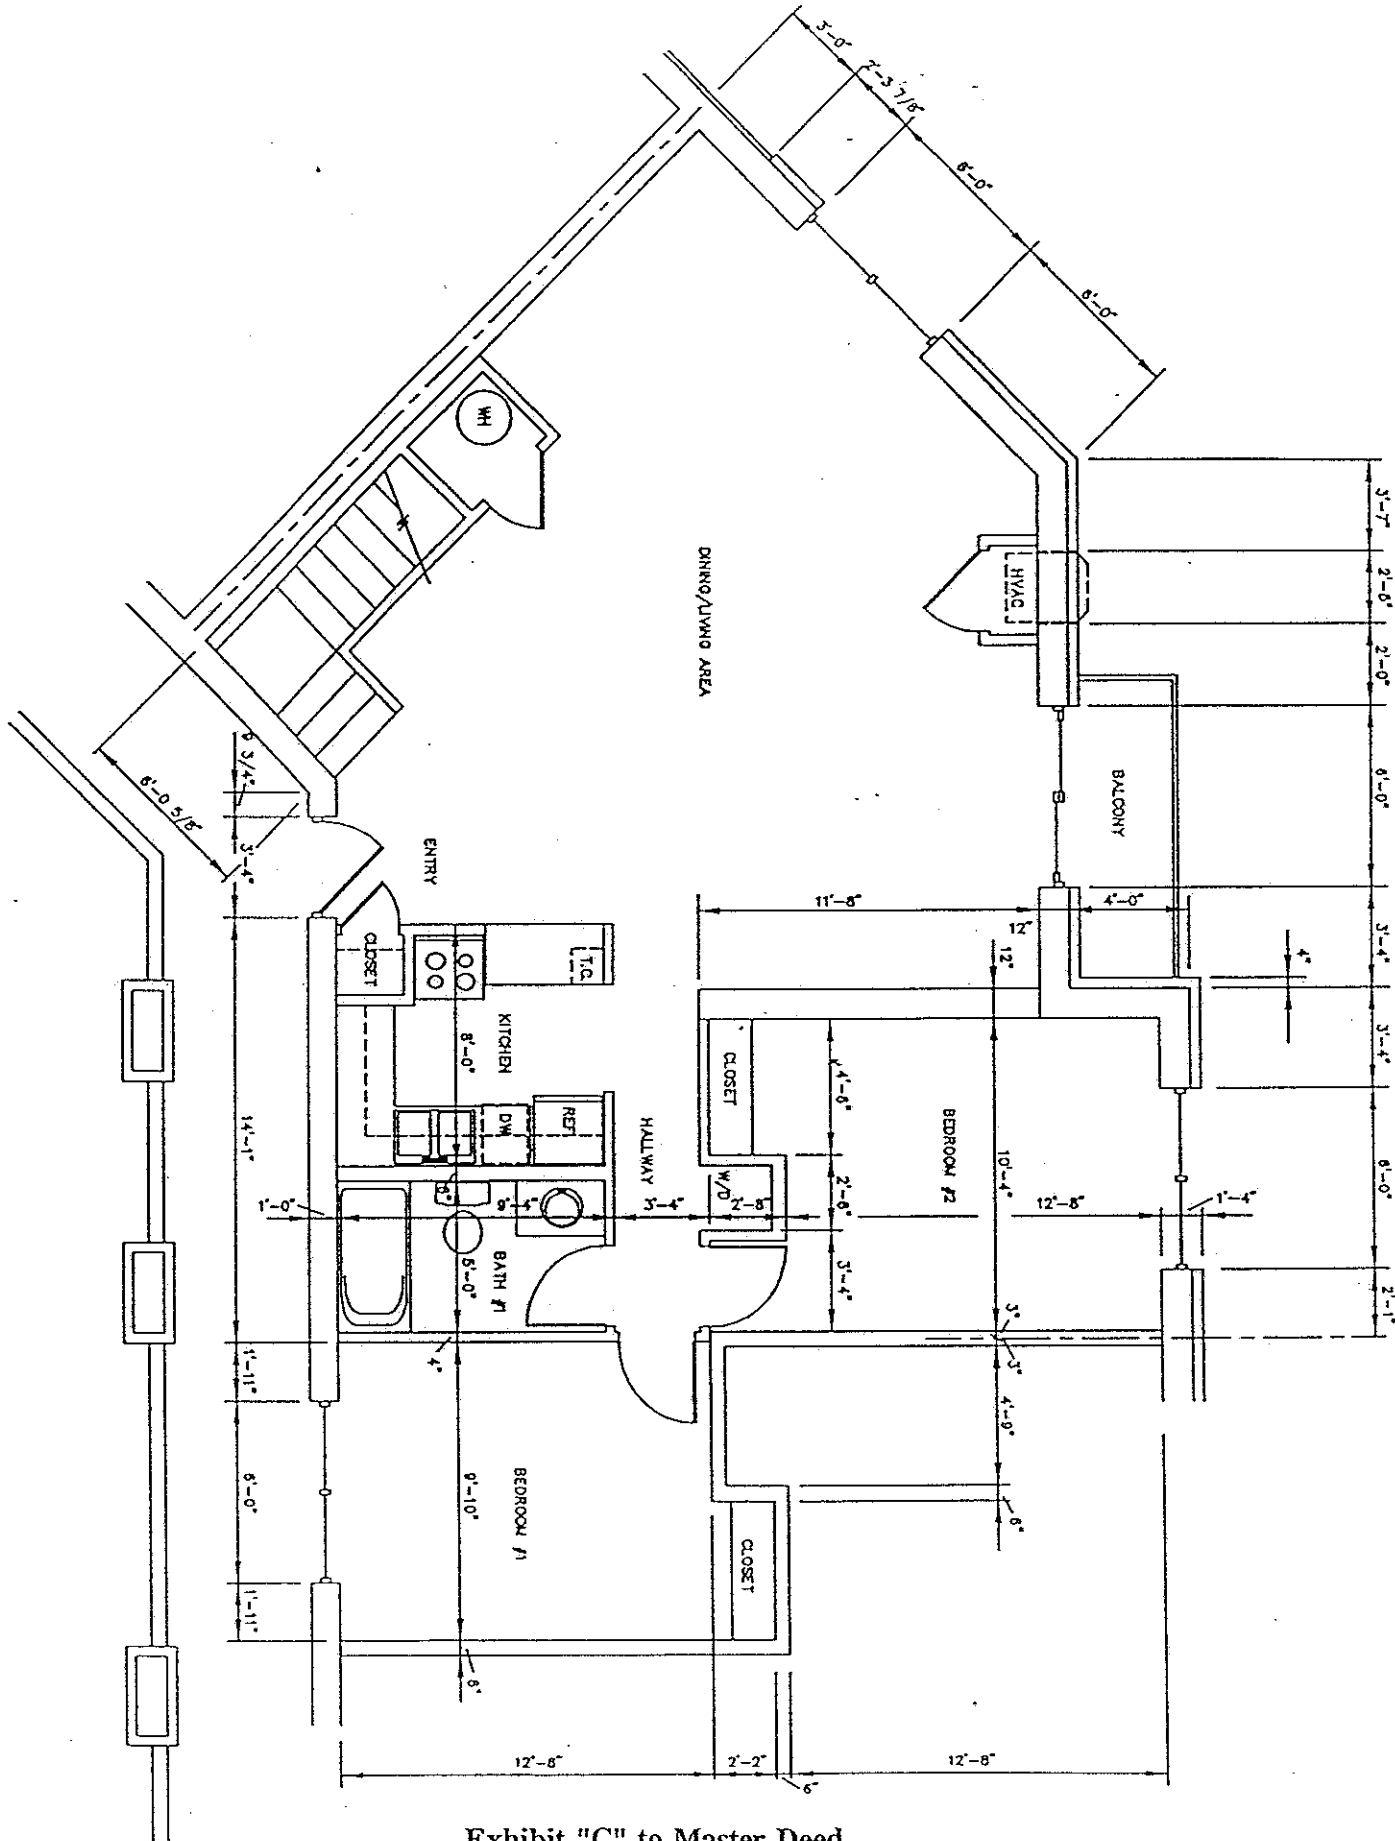 3'-0"
2'-3 7/8"
6'-0"
6'-0"
3'-7"
2'-8"
2'-0"
6'-0"
3'-4"
4"
3'-4"
6'-0"
1'-4"
2'-1"
WH
HVAC
DINING/LIVING AREA
BALCONY
9 3/4"
6'-0 5/8"
3'-4"
ENTRY
11'-8"
4'-0"
12"
12"
CLOSET
T.C.
KITCHEN
8'-0"
CLOSET
4'-6"
BEDROOM #2
10'-4"
14'-1"
DW
REF
HALLWAY
W/D
2'-6"
6"
1'-0"
9'-4"
3'-4"
2'-8"
12'-8"
BATH #1
5'-0"
3'-4"
3"
3"
4"
1'-11"
4'-9"
6'-0"
9'-10"
BEDROOM #1
CLOSET
6"
1'-11"
6"
12'-8"
2'-2"
6"
12'-8"
Exhibit "C" to Master Deed